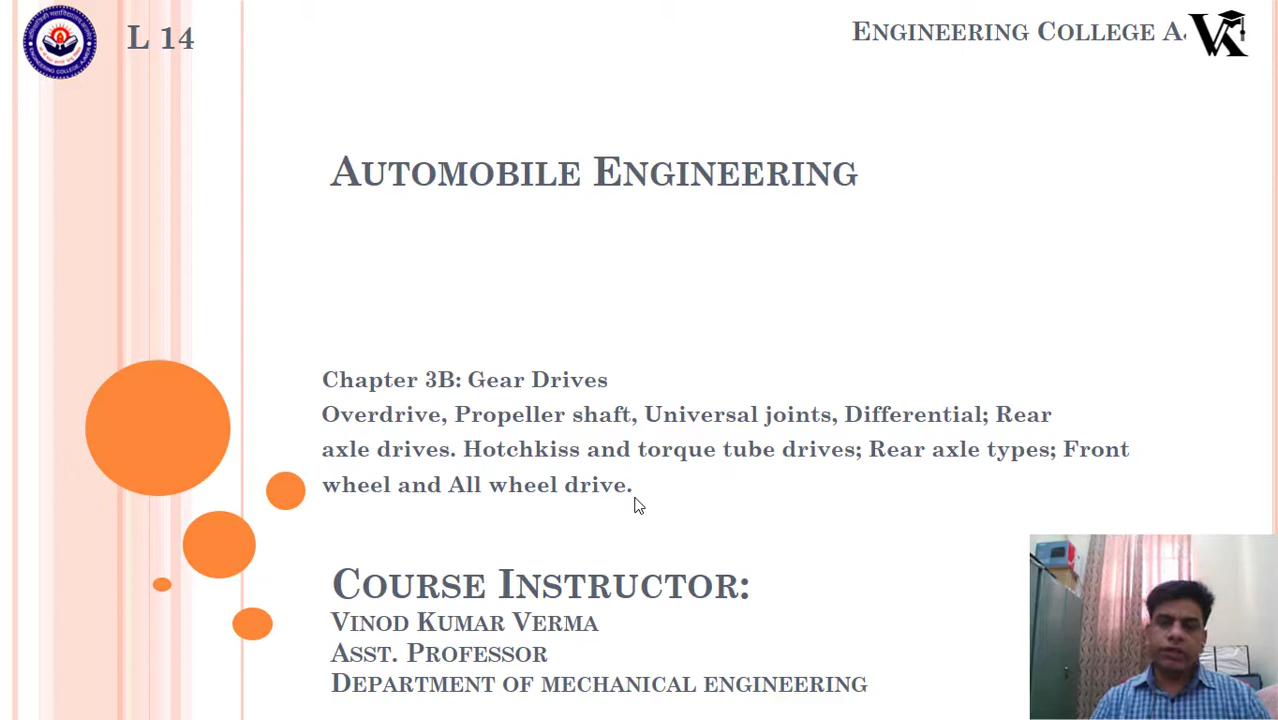 L 14
ENGINEERING COLLEGE
AUTOMOBILE ENGINEERING
Chapter 3B: Gear Drives
Overdrive, Propeller shaft, Universal joints, Differential; Rear
axle drives. Hotchkiss and torque tube drives; Rear axle types; Front
wheel and All wheel drive.
COURSE INSTRUCTOR:
VINOD KUMAR VERMA
ASST. PROFESSOR
DEPARTMENT OF MECHANICAL ENGINEERING